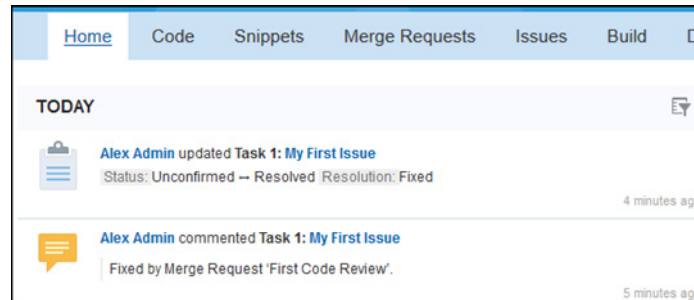 Home Code Snippets Merge Requests Issues Build
TODAY
Alex Admin updated Task 1: My First Issue
Status: Unconfirmed → Resolved Resolution: Fixed
4 minutes ag
Alex Admin commented Task 1: My First Issue
Fixed by Merge Request 'First Code Review'.
5 minutes ag